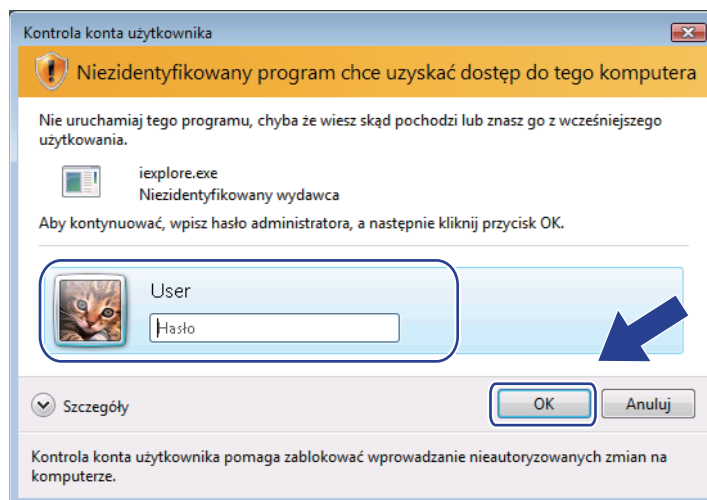 Kontrola konta użytkownika
Niezidentyfikowany program chce uzyskać dostęp do tego komputera
Nie uruchamiaj tego programu, chyba że wiesz skąd pochodzi lub znasz go z wcześniejszego
użytkowania.
iexplore.exe
Niezidentyfikowany wydawca
Aby kontynuować, wpisz hasło administratora, a następnie kliknij przycisk OK.
User
Hasło
Szczegóły
OK
Anuluj
Kontrola konta użytkownika pomaga zablokować wprowadzanie nieautoryzowanych zmian na
komputerze.